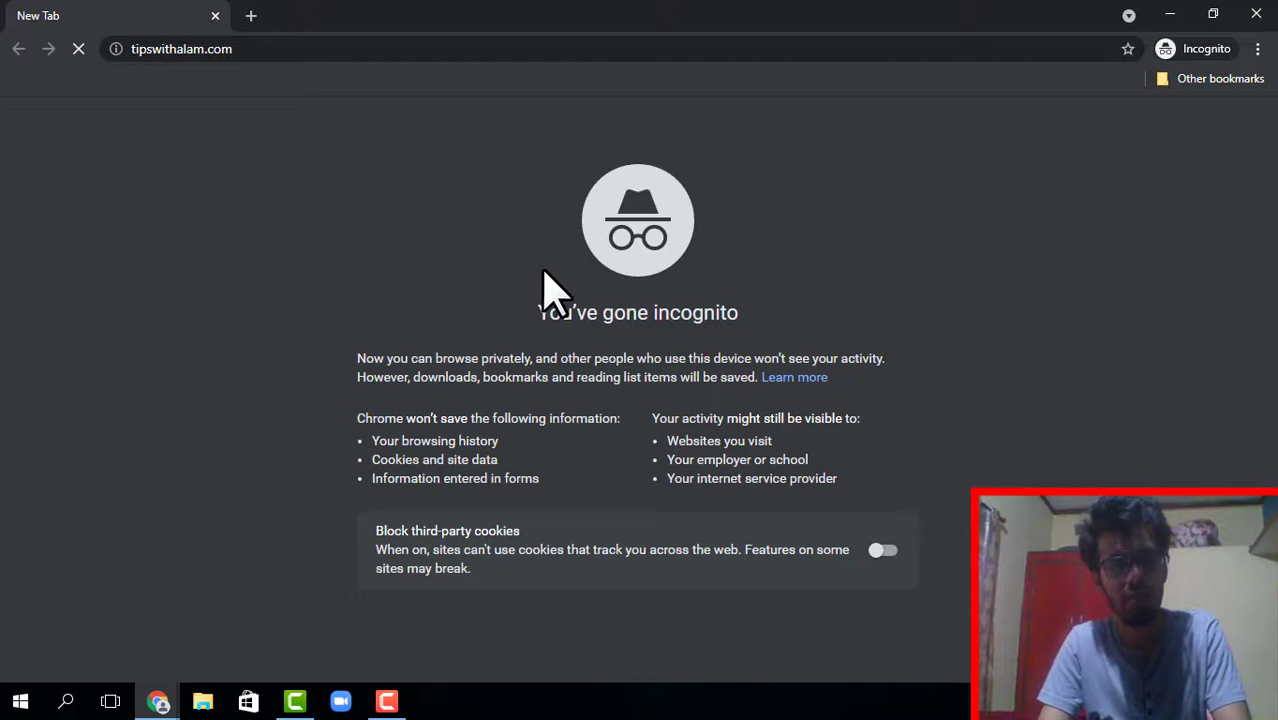 New Tab
tipswithalam.com
Incognito
Other bookmarks
You've gone incognito
Now you can browse privately, and other people who use this device won't see your activity.
However, downloads, bookmarks and reading list items will be saved. Learn more
Chrome won't save the following information:
Your browsing history
Cookies and site data
Information entered in forms
Your activity might still be visible to:
Websites you visit
Your employer or school
Your internet service provider
Block third-party cookies
When on, sites can't use cookies that track you across the web. Features on some
sites may break.